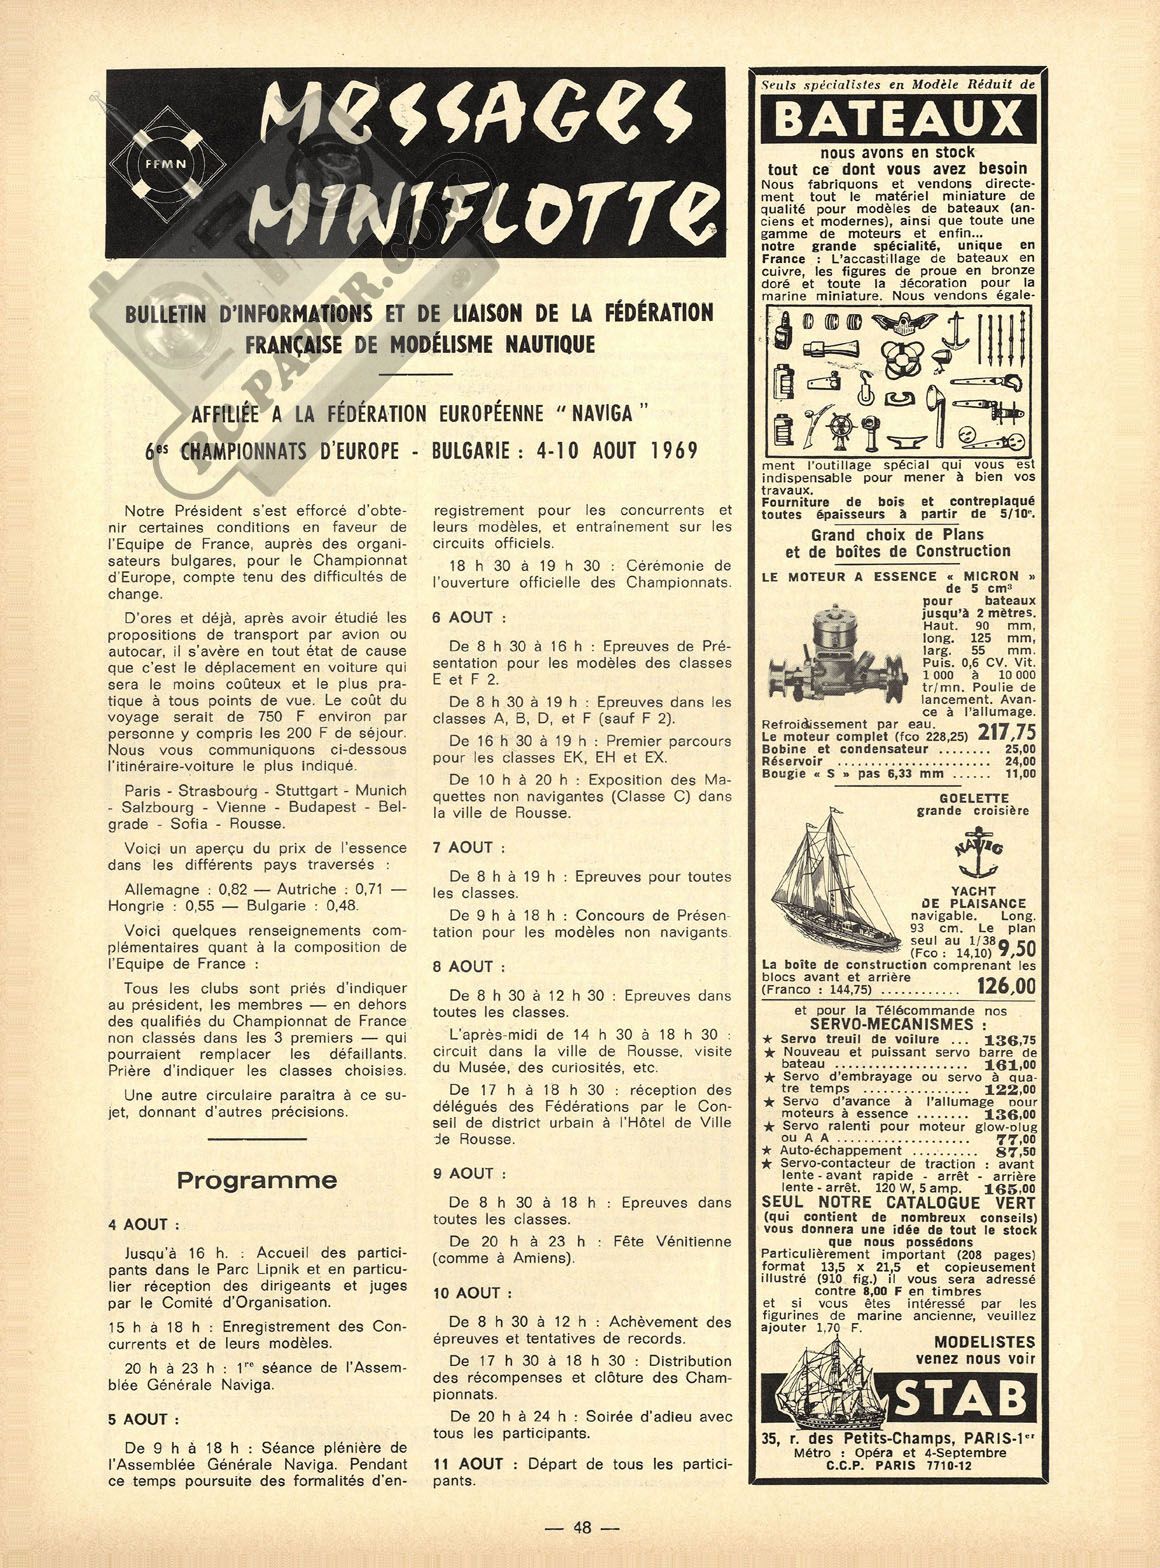 FFMN
Messages
Miniflotte
BULLETIN D'INFORMATIONS ET DE LIAISON DE LA FÉDÉRATION
FRANÇAISE DE MODÉLISME NAUTIQUE
AFFILIÉE A LA FÉDÉRATION EUROPÉENNE "NAVIGA"
6es CHAMPIONNATS D'EUROPE - BULGARIE : 4-10 AOUT 1969
RCPAYER.COM
Notre Président s'est efforcé d'obte-
nir certaines conditions en faveur de
l'Equipe de France, auprès des organi-
sateurs bulgares, pour le Championnat
d'Europe, compte tenu des difficultés de
change.
D'ores et déjà, après avoir étudié les
propositions de transport par avion ou
autocar, il s'avère en tout état de cause
que c'est le déplacement en voiture qui
sera le moins coûteux et le plus pra-
tique à tous points de vue. Le coût du
voyage serait de 750 F environ par
personne y compris les 200 F de séjour.
Nous vous communiquons ci-dessous
l'itinéraire-voiture le plus indiqué.
Paris - Strasbourg - Stuttgart - Munich
- Salzbourg - Vienne - Budapest - Bel-
grade - Sofia - Rousse.
Voici un aperçu du prix de l'essence
dans les différents pays traversés :
Allemagne : 0,82 — Autriche : 0,71 —
Hongrie : 0,55 — Bulgarie : 0,48.
Voici quelques renseignements com-
plémentaires quant à la composition de
l'Equipe de France :
Tous les clubs sont priés d'indiquer
au président, les membres — en dehors
des qualifiés du Championnat de France
non classés dans les 3 premiers — qui
pourraient remplacer les défaillants.
Prière d'indiquer les classes choisies.
Une autre circulaire paraîtra à ce su-
jet, donnant d'autres précisions.
Programme
4 AOUT :
Jusqu'à 16 h. : Accueil des partici-
pants dans le Parc Lipnik et en particu-
lier réception des dirigeants et juges
par le Comité d'Organisation.
15 h à 18 h : Enregistrement des Con-
currents et de leurs modèles.
20 h à 23 h : 1re séance de l'Assem-
blée Générale Naviga.
5 AOUT :
De 9 h à 18 h : Séance plénière de
l'Assemblée Générale Naviga. Pendant
ce temps poursuite des formalités d'en-
registrement pour les concurrents et
leurs modèles, et entraînement sur les
circuits officiels.
18 h 30 à 19 h 30 : Cérémonie de
l'ouverture officielle des Championnats.
6 AOUT :
De 8 h 30 à 16 h : Epreuves de Pré-
sentation pour les modèles des classes
E et F 2.
De 8 h 30 à 19 h : Epreuves dans les
classes A, B, D, et F (sauf F 2).
De 16 h 30 à 19 h : Premier parcours
pour les classes EK, EH et EX.
De 10 h à 20 h : Exposition des Ma-
quettes non navigantes (Classe C) dans
la ville de Rousse.
7 AOUT :
De 8 h à 19 h : Epreuves pour toutes
les classes.
De 9 h à 18 h : Concours de Présen-
tation pour les modèles non navigants.
8 AOUT :
De 8 h 30 à 12 h 30 : Epreuves dans
toutes les classes.
L'après-midi de 14 h 30 à 18 h 30 :
circuit dans la ville de Rousse, visite
du Musée, des curiosités, etc.
De 17 h à 18 h 30 : réception des
délégués des Fédérations par le Con-
seil de district urbain à l'Hôtel de Ville
de Rousse.
9 AOUT :
De 8 h 30 à 18 h : Epreuves dans
toutes les classes.
De 20 h à 23 h : Fête Vénitienne
(comme à Amiens).
10 AOUT :
De 8 h 30 à 12 h : Achèvement des
épreuves et tentatives de records.
De 17 h 30 à 18 h 30 : Distribution
des récompenses et clôture des Cham-
pionnats.
De 20 h à 24 h : Soirée d'adieu avec
tous les participants.
11 AOUT : Départ de tous les partici-
pants.
Seuls spécialistes en Modèle Réduit de
BATEAUX
nous avons en stock
tout ce dont vous avez besoin
Nous fabriquons et vendons directe-
ment tout le matériel miniature de
qualité pour modèles de bateaux (an-
ciens et modernes), ainsi que toute une
gamme de moteurs et enfin...
notre grande spécialité, unique en
France : L'accastillage de bateaux en
cuivre, les figures de proue en bronze
doré et toute la décoration pour la
marine miniature. Nous vendons égale-
ment l'outillage spécial qui vous est
indispensable pour mener à bien vos
travaux.
Fourniture de bois et contreplaqué
toutes épaisseurs à partir de 5/10e.
Grand choix de Plans
et de boîtes de Construction
LE MOTEUR A ESSENCE « MICRON »
de 5 cm3
pour bateaux
jusqu'à 2 mètres.
Haut. 90 mm,
long. 125 mm,
larg. 55 mm.
Puis. 0,6 CV. Vit.
1 000 à 10 000
tr/mn. Poulie de
lancement. Avan-
ce à l'allumage.
Refroidissement par eau.
Le moteur complet (fco 228,25) 217,75
Bobine et condensateur ........ 25,00
Réservoir ..................... 24,00
Bougie « S » pas 6,33 mm ...... 11,00
GOELETTE
grande croisière
NAVIG
YACHT
DE PLAISANCE
navigable. Long.
93 cm. Le plan
seul au 1/38 9,50
(Fco : 14,10)
La boîte de construction comprenant les
blocs avant et arrière
(Franco : 144,75) ............ 126,00
et pour la Télécommande nos
SERVO-MECANISMES :
★ Servo treuil de voilure ... 136,75
★ Nouveau et puissant servo barre de
bateau .................... 161,00
★ Servo d'embrayage ou servo à qua-
tre temps ................. 122,00
★ Servo d'avance à l'allumage pour
moteurs à essence ........ 136,00
★ Servo ralenti pour moteur glow-plug
ou A A .................... 77,00
★ Auto-échappement .......... 87,50
★ Servo-contacteur de traction : avant
lente - avant rapide - arrêt - arrière
lente - arrêt. 120 W, 5 amp. 165,00
SEUL NOTRE CATALOGUE VERT
(qui contient de nombreux conseils)
vous donnera une idée de tout le stock
que nous possédons
Particulièrement important (208 pages)
format 13,5 x 21,5 et copieusement
illustré (910 fig.) il vous sera adressé
contre 8,00 F en timbres
et si vous êtes intéressé par les
figurines de marine ancienne, veuillez
ajouter 1,70 F.
MODELISTES
venez nous voir
STAB
35, r. des Petits-Champs, PARIS-1er
Métro : Opéra et 4-Septembre
C.C.P. PARIS 7710-12
— 48 —